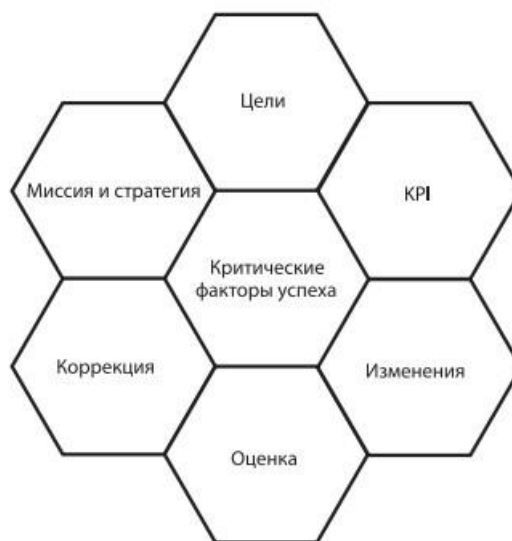 Цели
Миссия и стратегия
KPI
Критические
факторы успеха
Коррекция
Изменения
Оценка